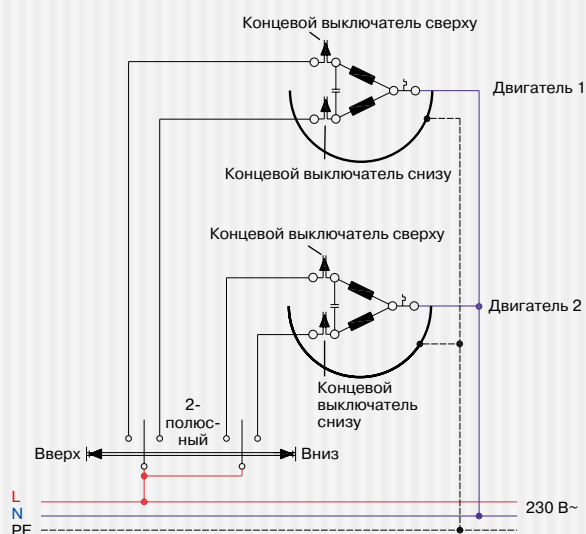 Концевой выключатель сверху
Двигатель 1
Концевой выключатель снизу
Концевой выключатель сверху
Двигатель 2
Концевой
выключатель
снизу
2-
полюс-
ный
Вверх
Вниз
L
N
PE
230 В~